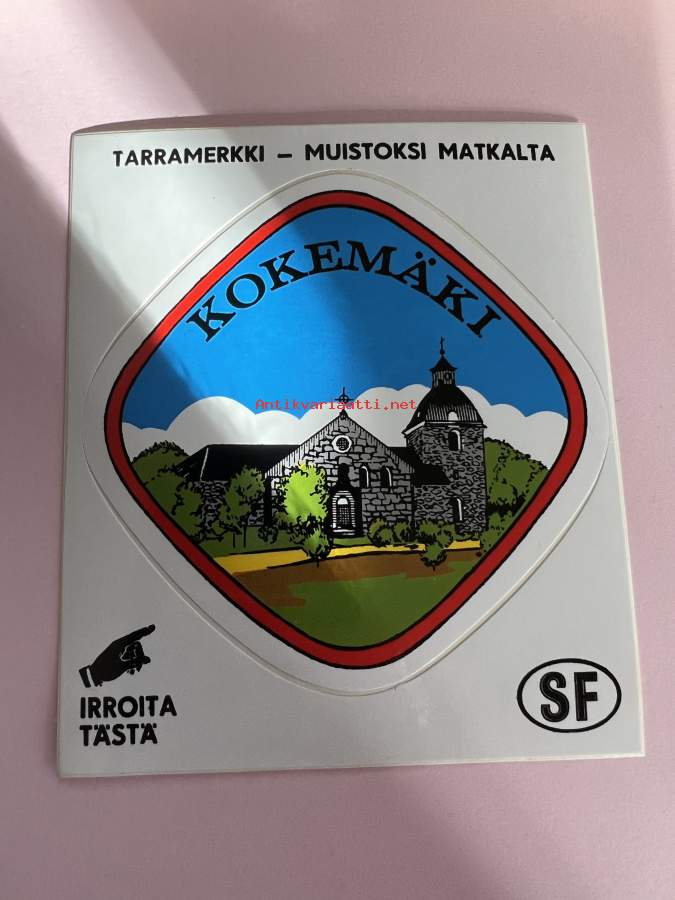 TARRAMERKKI – MUISTOKSI MATKALTA
KOKEMÄKI
Antikvariaatti.net
IRROITA
TÄSTÄ
SF